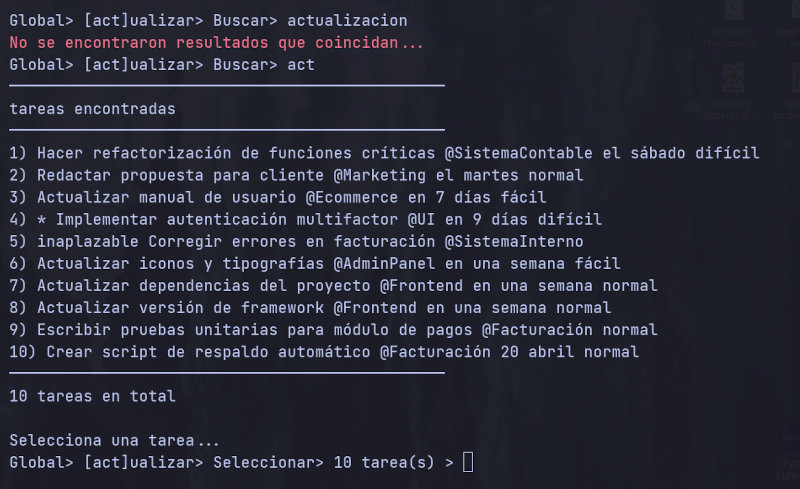 Global> [act]ualizar> Buscar> actualizacion
No se encontraron resultados que coincidan...
Global> [act]ualizar> Buscar> act
tareas encontradas
1) Hacer refactorización de funciones críticas @SistemaContable el sábado difícil
2) Redactar propuesta para cliente @Marketing el martes normal
3) Actualizar manual de usuario @Ecommerce en 7 días fácil
4) * Implementar autenticación multifactor @UI en 9 días difícil
5) inaplazable Corregir errores en facturación @SistemaInterno
6) Actualizar iconos y tipografías @AdminPanel en una semana fácil
7) Actualizar dependencias del proyecto @Frontend en una semana normal
8) Actualizar versión de framework @Frontend en una semana normal
9) Escribir pruebas unitarias para módulo de pagos @Facturación normal
10) Crear script de respaldo automático @Facturación 20 abril normal
10 tareas en total
Selecciona una tarea...
Global> [act]ualizar> Seleccionar> 10 tarea(s) >